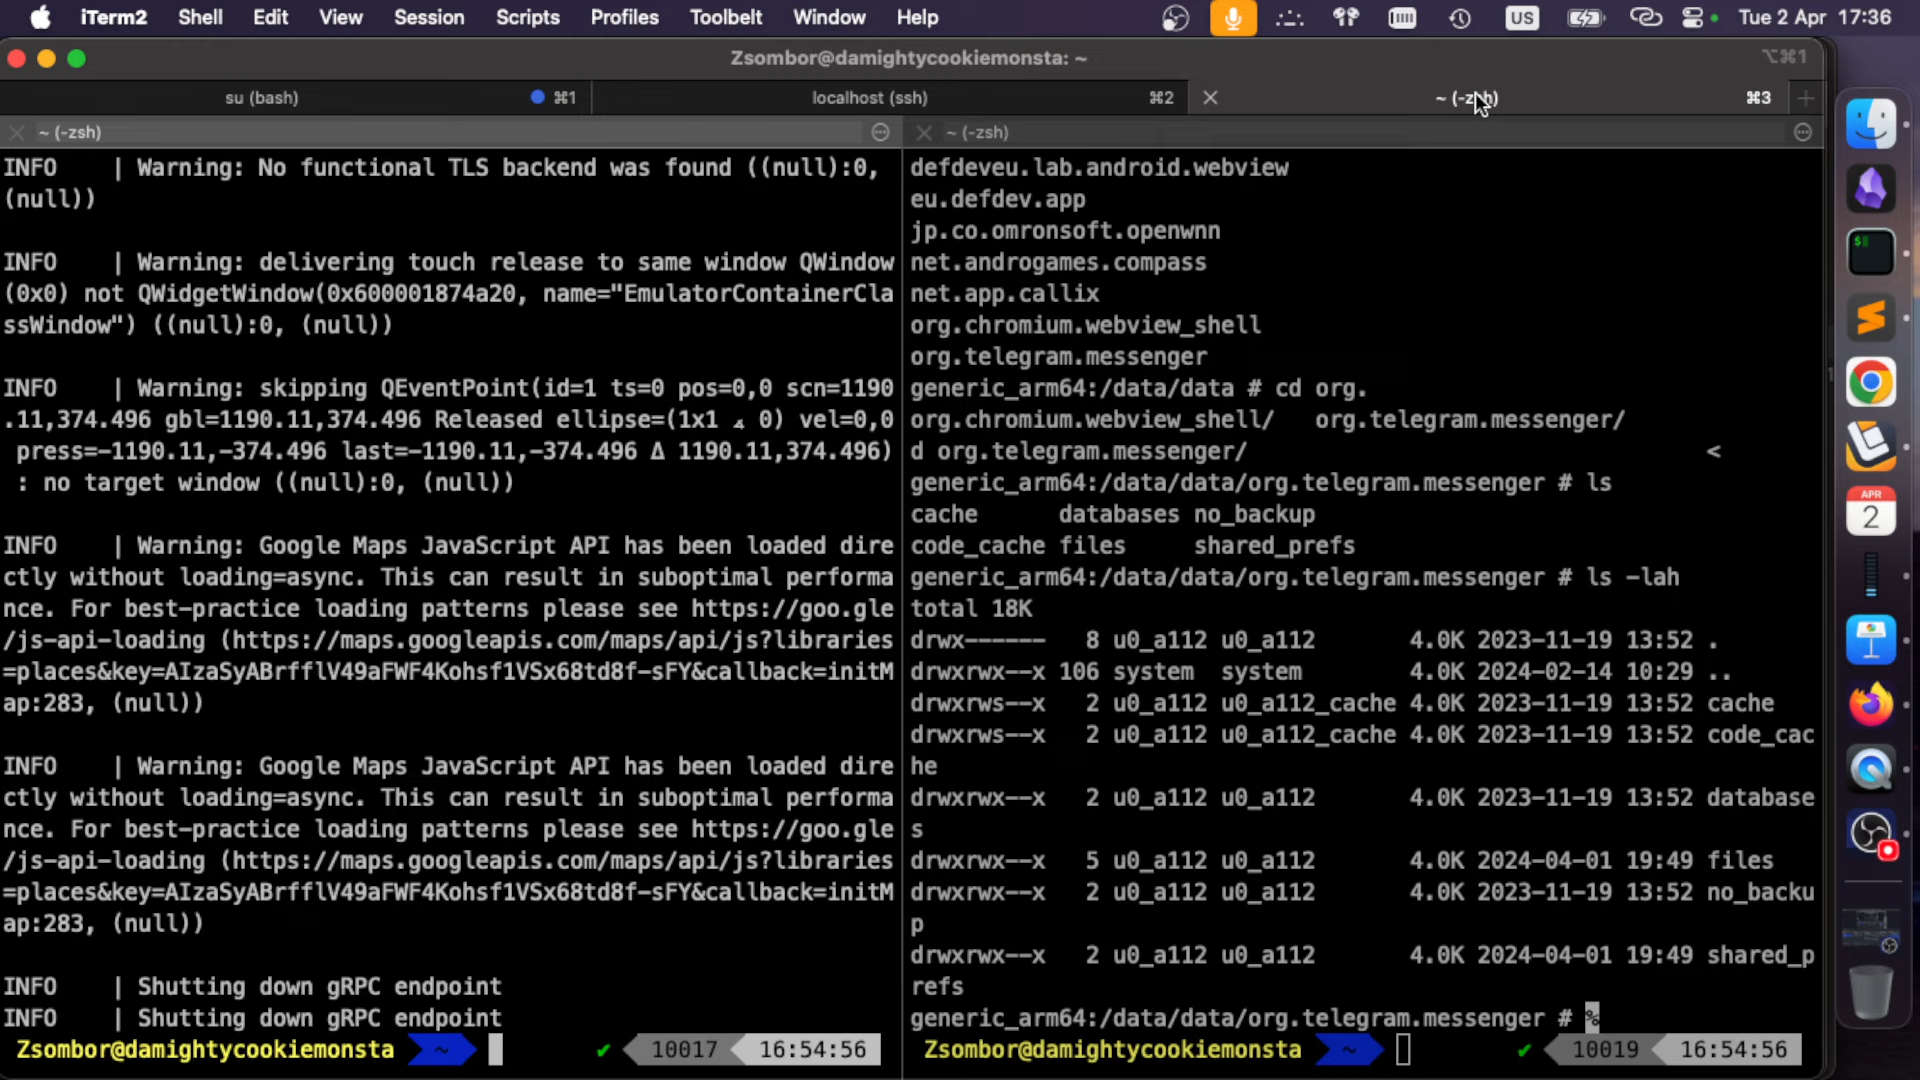 iTerm2 Shell Edit View Session Scripts Profiles Toolbelt Window Help US Tue 2 Apr 17:36
Zsombor@damightycookiemonsta: ~ ⌥⌘1
su (bash) ⌘1 localhost (ssh) ⌘2 ~ (-zsh) ⌘3
~ (-zsh)
INFO    | Warning: No functional TLS backend was found ((null):0,
(null))
INFO    | Warning: delivering touch release to same window QWindow
(0x0) not QWidgetWindow(0x600001874a20, name="EmulatorContainerCla
ssWindow") ((null):0, (null))
INFO    | Warning: skipping QEventPoint(id=1 ts=0 pos=0,0 scn=1190
.11,374.496 gbl=1190.11,374.496 Released ellipse=(1x1 ∡ 0) vel=0,0
press=-1190.11,-374.496 last=-1190.11,-374.496 Δ 1190.11,374.496)
: no target window ((null):0, (null))
INFO    | Warning: Google Maps JavaScript API has been loaded dire
ctly without loading=async. This can result in suboptimal performa
nce. For best-practice loading patterns please see https://goo.gle
/js-api-loading (https://maps.googleapis.com/maps/api/js?libraries
=places&key=AIzaSyABrfflV49aFWF4Kohsf1VSx68td8f-sFY&callback=initM
ap:283, (null))
INFO    | Warning: Google Maps JavaScript API has been loaded dire
ctly without loading=async. This can result in suboptimal performa
nce. For best-practice loading patterns please see https://goo.gle
/js-api-loading (https://maps.googleapis.com/maps/api/js?libraries
=places&key=AIzaSyABrfflV49aFWF4Kohsf1VSx68td8f-sFY&callback=initM
ap:283, (null))
INFO    | Shutting down gRPC endpoint
INFO    | Shutting down gRPC endpoint
Zsombor@damightycookiemonsta ~ ✔ 10017 16:54:56
~ (-zsh)
defdeveu.lab.android.webview
eu.defdev.app
jp.co.omronsoft.openwnn
net.androgames.compass
net.app.callix
org.chromium.webview_shell
org.telegram.messenger
generic_arm64:/data/data # cd org.
org.chromium.webview_shell/   org.telegram.messenger/
d org.telegram.messenger/ <
generic_arm64:/data/data/org.telegram.messenger # ls
cache      databases no_backup
code_cache files     shared_prefs
generic_arm64:/data/data/org.telegram.messenger # ls -lah
total 18K
drwx------   8 u0_a112 u0_a112       4.0K 2023-11-19 13:52 .
drwxrwx--x 106 system  system        4.0K 2024-02-14 10:29 ..
drwxrws--x   2 u0_a112 u0_a112_cache 4.0K 2023-11-19 13:52 cache
drwxrws--x   2 u0_a112 u0_a112_cache 4.0K 2023-11-19 13:52 code_cac
he
drwxrwx--x   2 u0_a112 u0_a112       4.0K 2023-11-19 13:52 database
s
drwxrwx--x   5 u0_a112 u0_a112       4.0K 2024-04-01 19:49 files
drwxrwx--x   2 u0_a112 u0_a112       4.0K 2023-11-19 13:52 no_backu
p
drwxrwx--x   2 u0_a112 u0_a112       4.0K 2024-04-01 19:49 shared_p
refs
generic_arm64:/data/data/org.telegram.messenger # %
Zsombor@damightycookiemonsta ~ ✔ 10019 16:54:56
APR
2